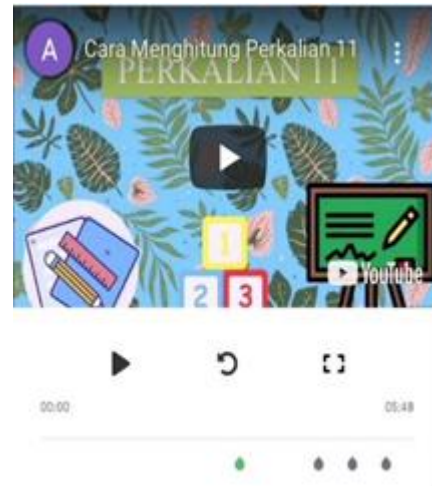 A
Cara Menghitung Perkalian 11
PERKALIAN 11
1
2 3
YouTube
00:00 05:48